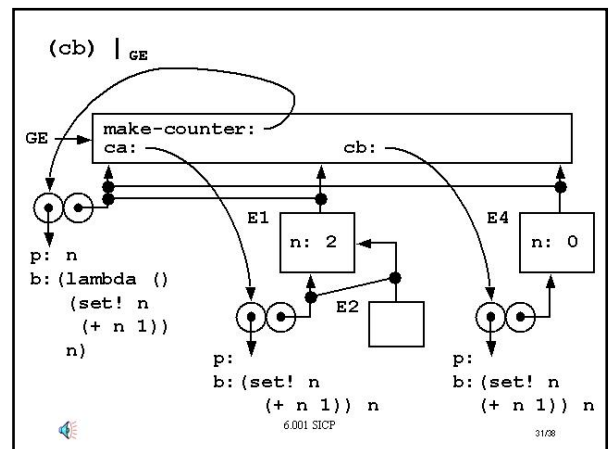 (cb) | GE
make-counter:
GE
ca:
cb:
E1
E4
n: 2
n: 0
p: n
b:(lambda ()
(set! n
(+ n 1))
n)
E2
p:
b:(set! n
(+ n 1)) n
p:
b:(set! n
(+ n 1)) n
6.001 SICP
31/38